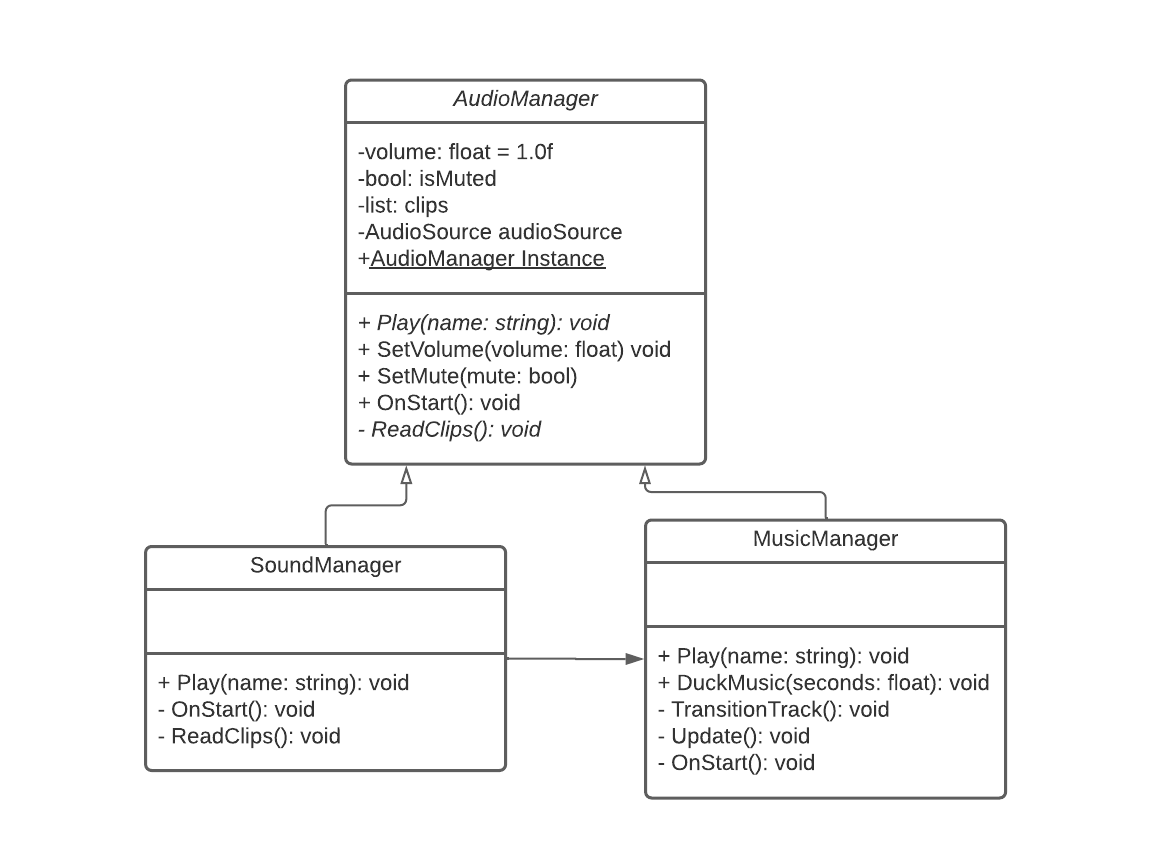 AudioManager
-volume: float = 1.0f
-bool: isMuted
-list: clips
-AudioSource audioSource
+AudioManager Instance
+ Play(name: string): void
+ SetVolume(volume: float) void
+ SetMute(mute: bool)
+ OnStart(): void
- ReadClips(): void
SoundManager
+ Play(name: string): void
- OnStart(): void
- ReadClips(): void
MusicManager
+ Play(name: string): void
+ DuckMusic(seconds: float): void
- TransitionTrack(): void
- Update(): void
- OnStart(): void